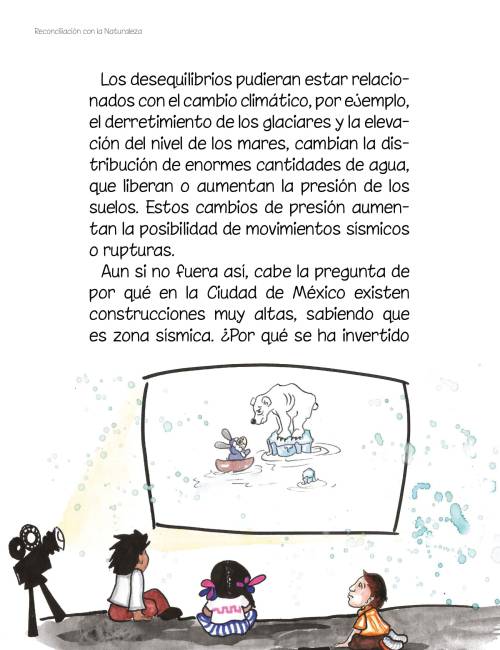 Reconciliación con la Naturaleza
Los desequilibrios pudieran estar relacio-
nados con el cambio climático, por ejemplo,
el derretimiento de los glaciares y la eleva-
ción del nivel de los mares, cambian la dis-
tribución de enormes cantidades de agua,
que liberan o aumentan la presión de los
suelos. Estos cambios de presión aumen-
tan la posibilidad de movimientos sísmicos
o rupturas.
Aun si no fuera así, cabe la pregunta de
por qué en la Ciudad de México existen
construcciones muy altas, sabiendo que
es zona sísmica. ¿Por qué se ha invertido